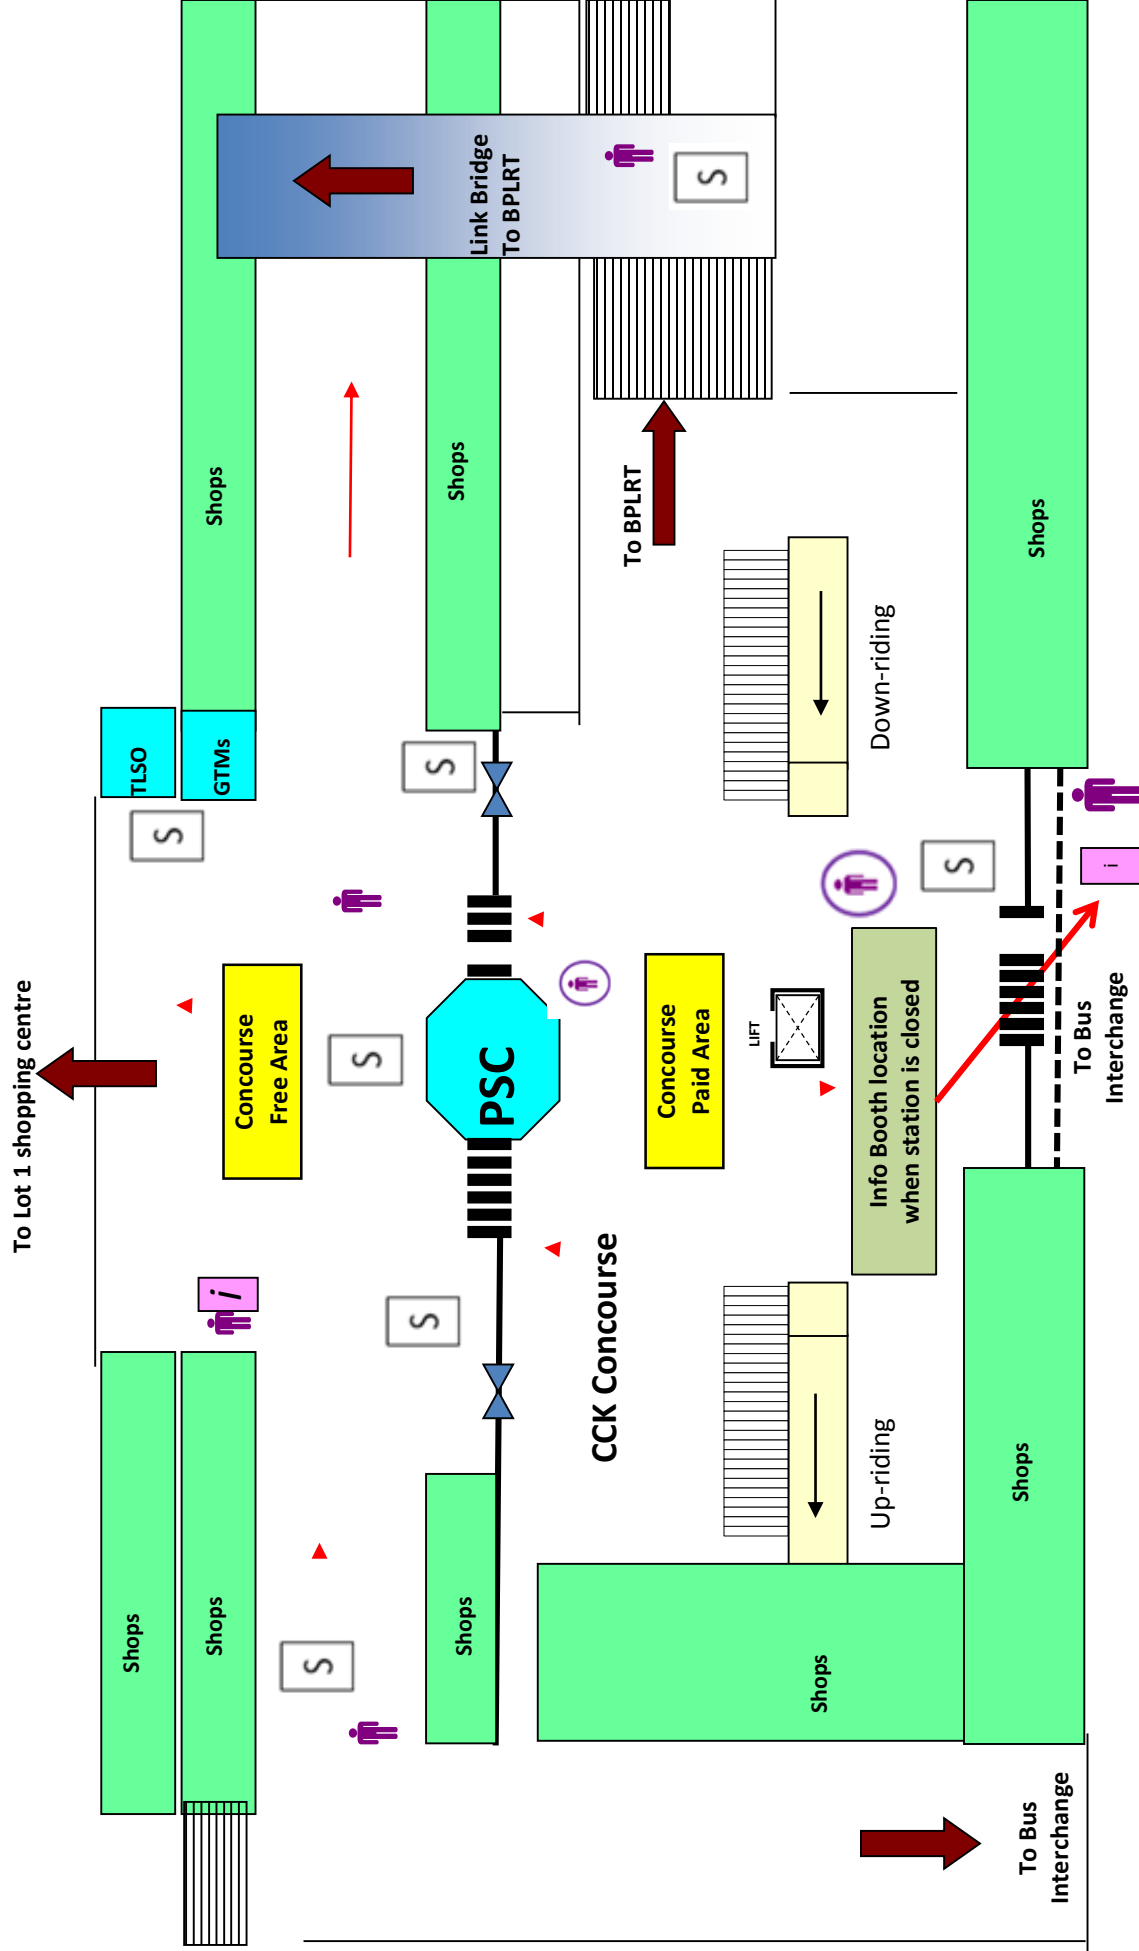 To Lot 1 shopping centre
Shops
Shops
i
Concourse
Free Area
S
TLSO
GTMs
Shops
S
Shops
S
S
PSC
S
Shops
Link Bridge
To BPLRT
S
CCK Concourse
Concourse
Paid Area
To BPLRT
LIFT
Shops
Up-riding
Info Booth location
when station is closed
Down-riding
S
Shops
Shops
To Bus
Interchange
To Bus
Interchange
i